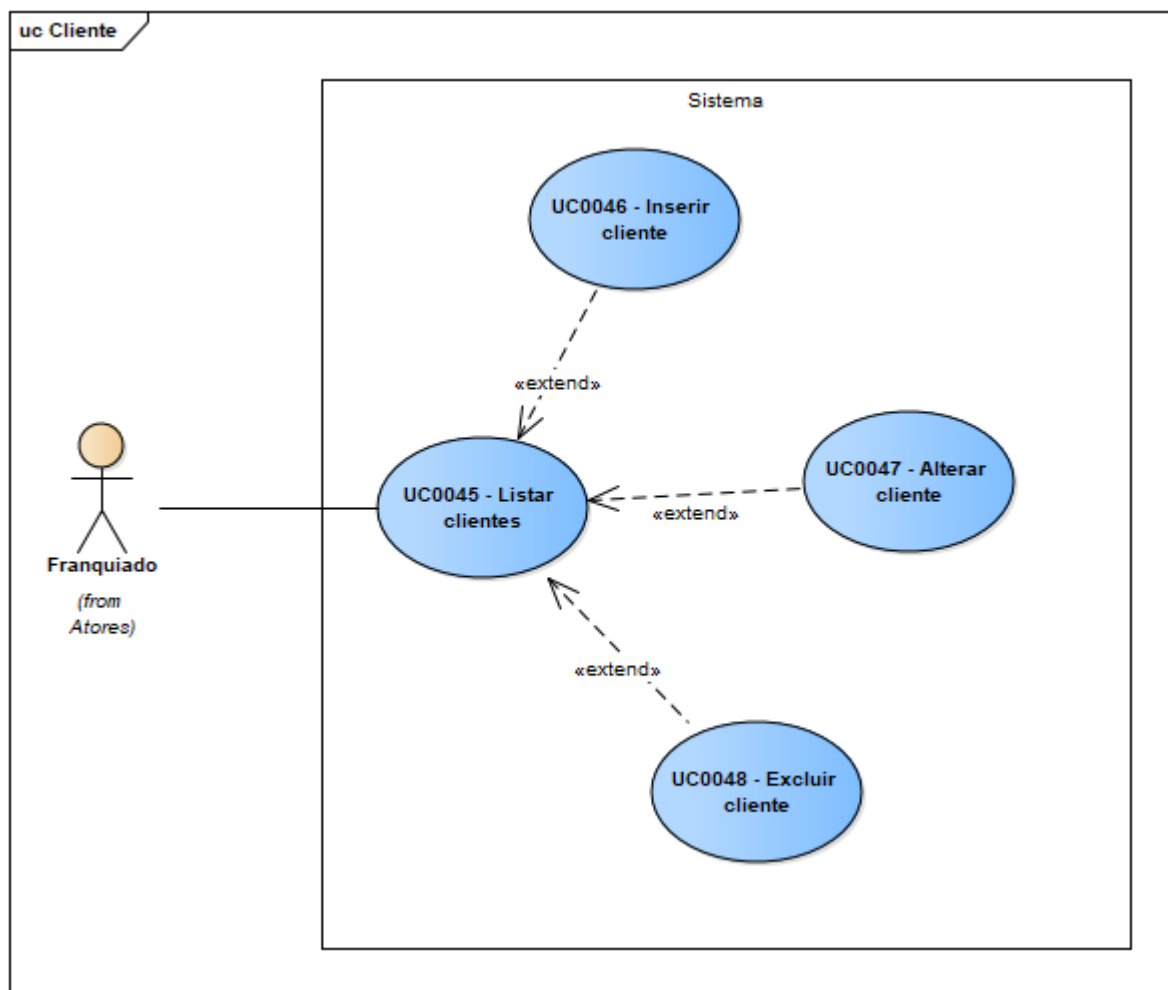 uc Cliente
Sistema
UC0046 - Inserir
cliente
«extend»
UC0045 - Listar
clientes
UC0047 - Alterar
cliente
«extend»
Franquiado
(from
Atores)
«extend»
UC0048 - Excluir
cliente